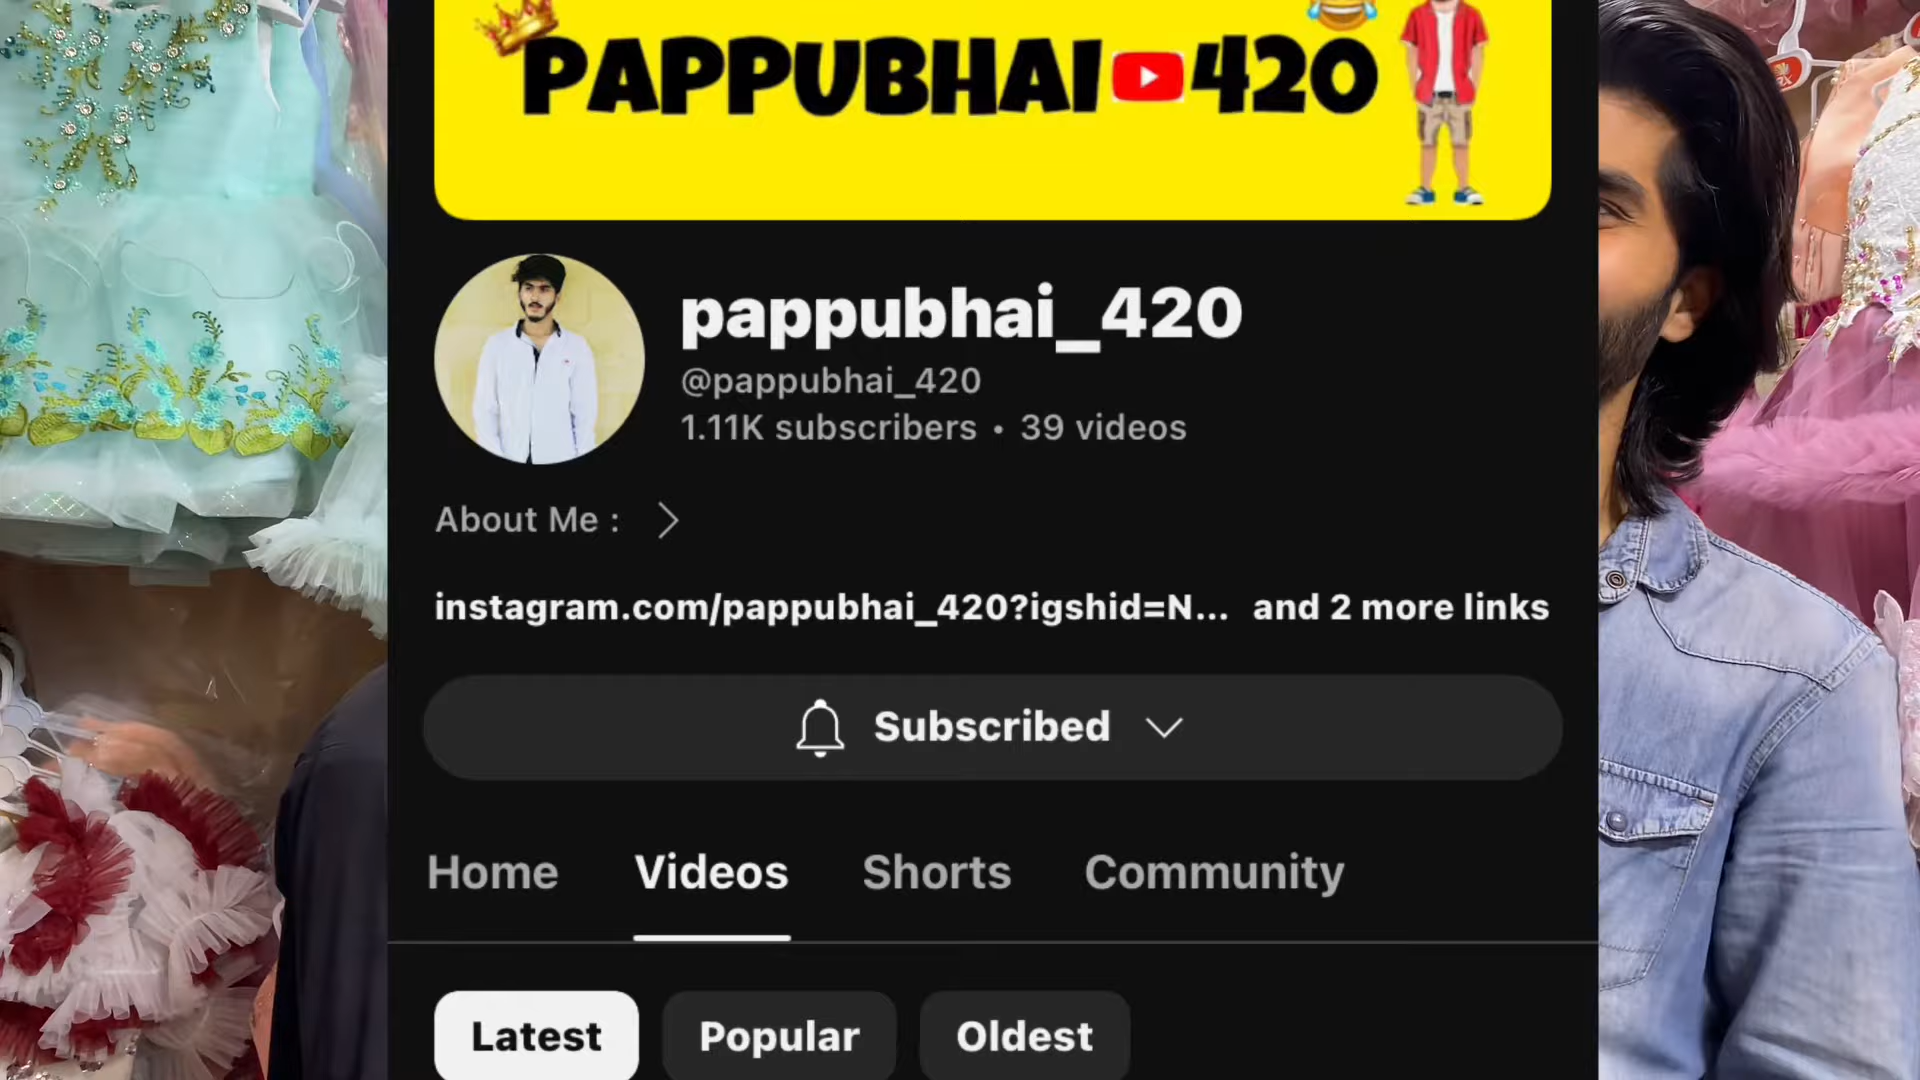 PAPPUBHAI 420
pappubhai_420
@pappubhai_420
1.11K subscribers • 39 videos
About Me :
instagram.com/pappubhai_420?igshid=N... and 2 more links
Subscribed
Home Videos Shorts Community
Latest Popular Oldest